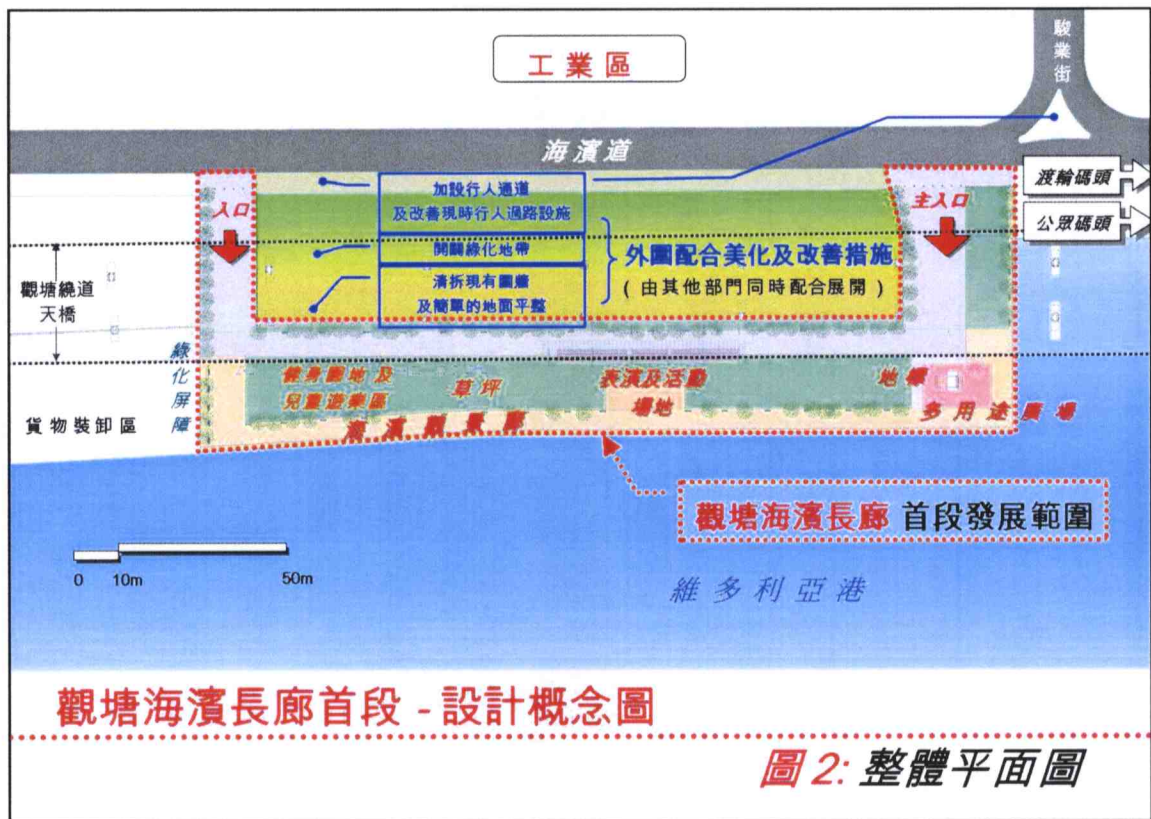 工業區
駿業街
海濱道
渡輪碼頭
公眾碼頭
入口
主入口
加設行人通道
及改善現時行人過路設施
開闢綠化地帶
清拆現有圍牆
及簡單的地面平整
外圍配合美化及改善措施
(由其他部門同時配合展開)
觀塘繞道
天橋
綠化屏障
貨物裝卸區
健身園地及
兒童遊樂區
草坪
表演及活動
場地
地標
多用途廣場
海濱觀景廊
觀塘海濱長廊 首段發展範圍
0 10m 50m
維多利亞港
觀塘海濱長廊首段 - 設計概念圖
圖 2: 整體平面圖